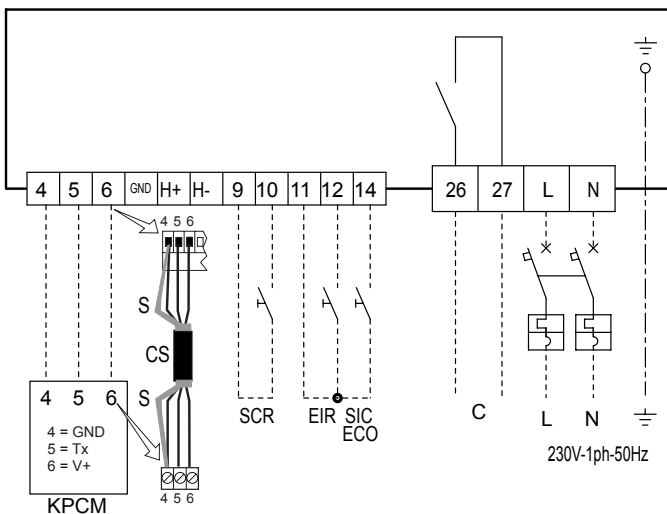 4 5 6 GND H+ H- 9 10 11 12 14 26 27 L N
4 5 6
S
CS
S
4 5 6
4 = GND
5 = Tx
6 = V+
KPCM
4 5 6
SCR
EIR SIC
ECO
C
L N
230V-1ph-50Hz